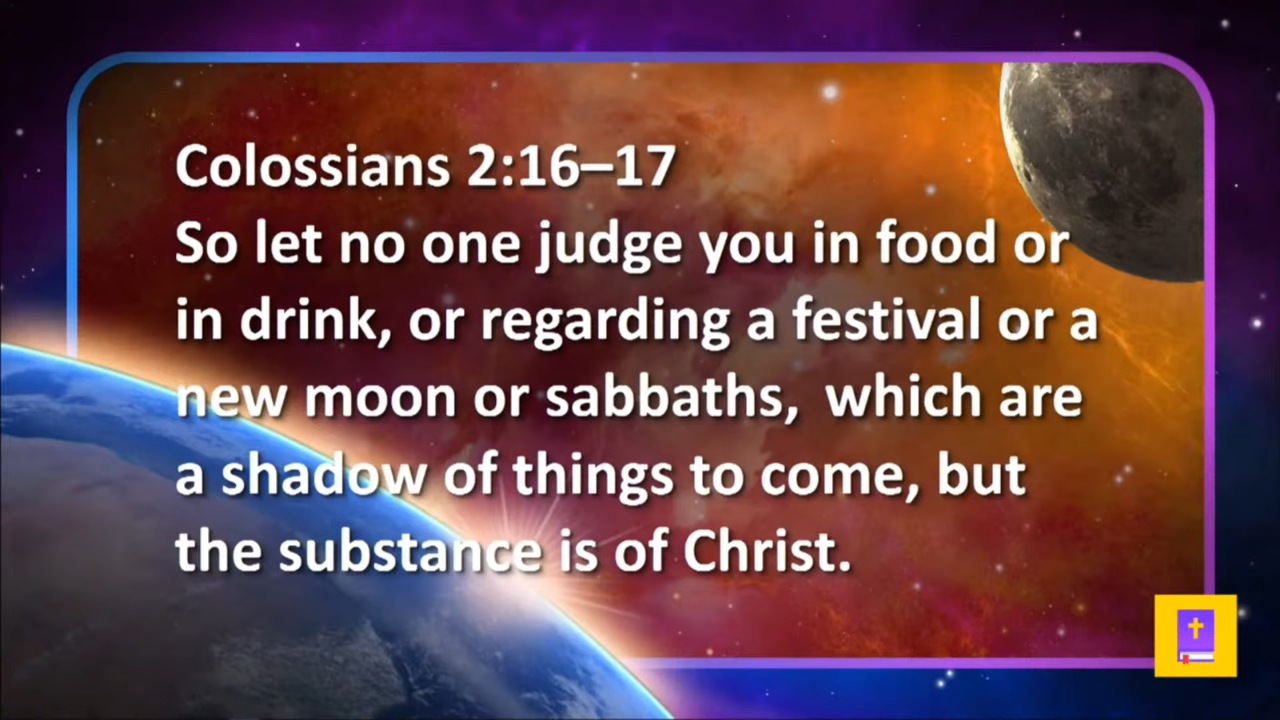 Colossians 2:16–17
So let no one judge you in food or
in drink, or regarding a festival or a
new moon or sabbaths, which are
a shadow of things to come, but
the substance is of Christ.